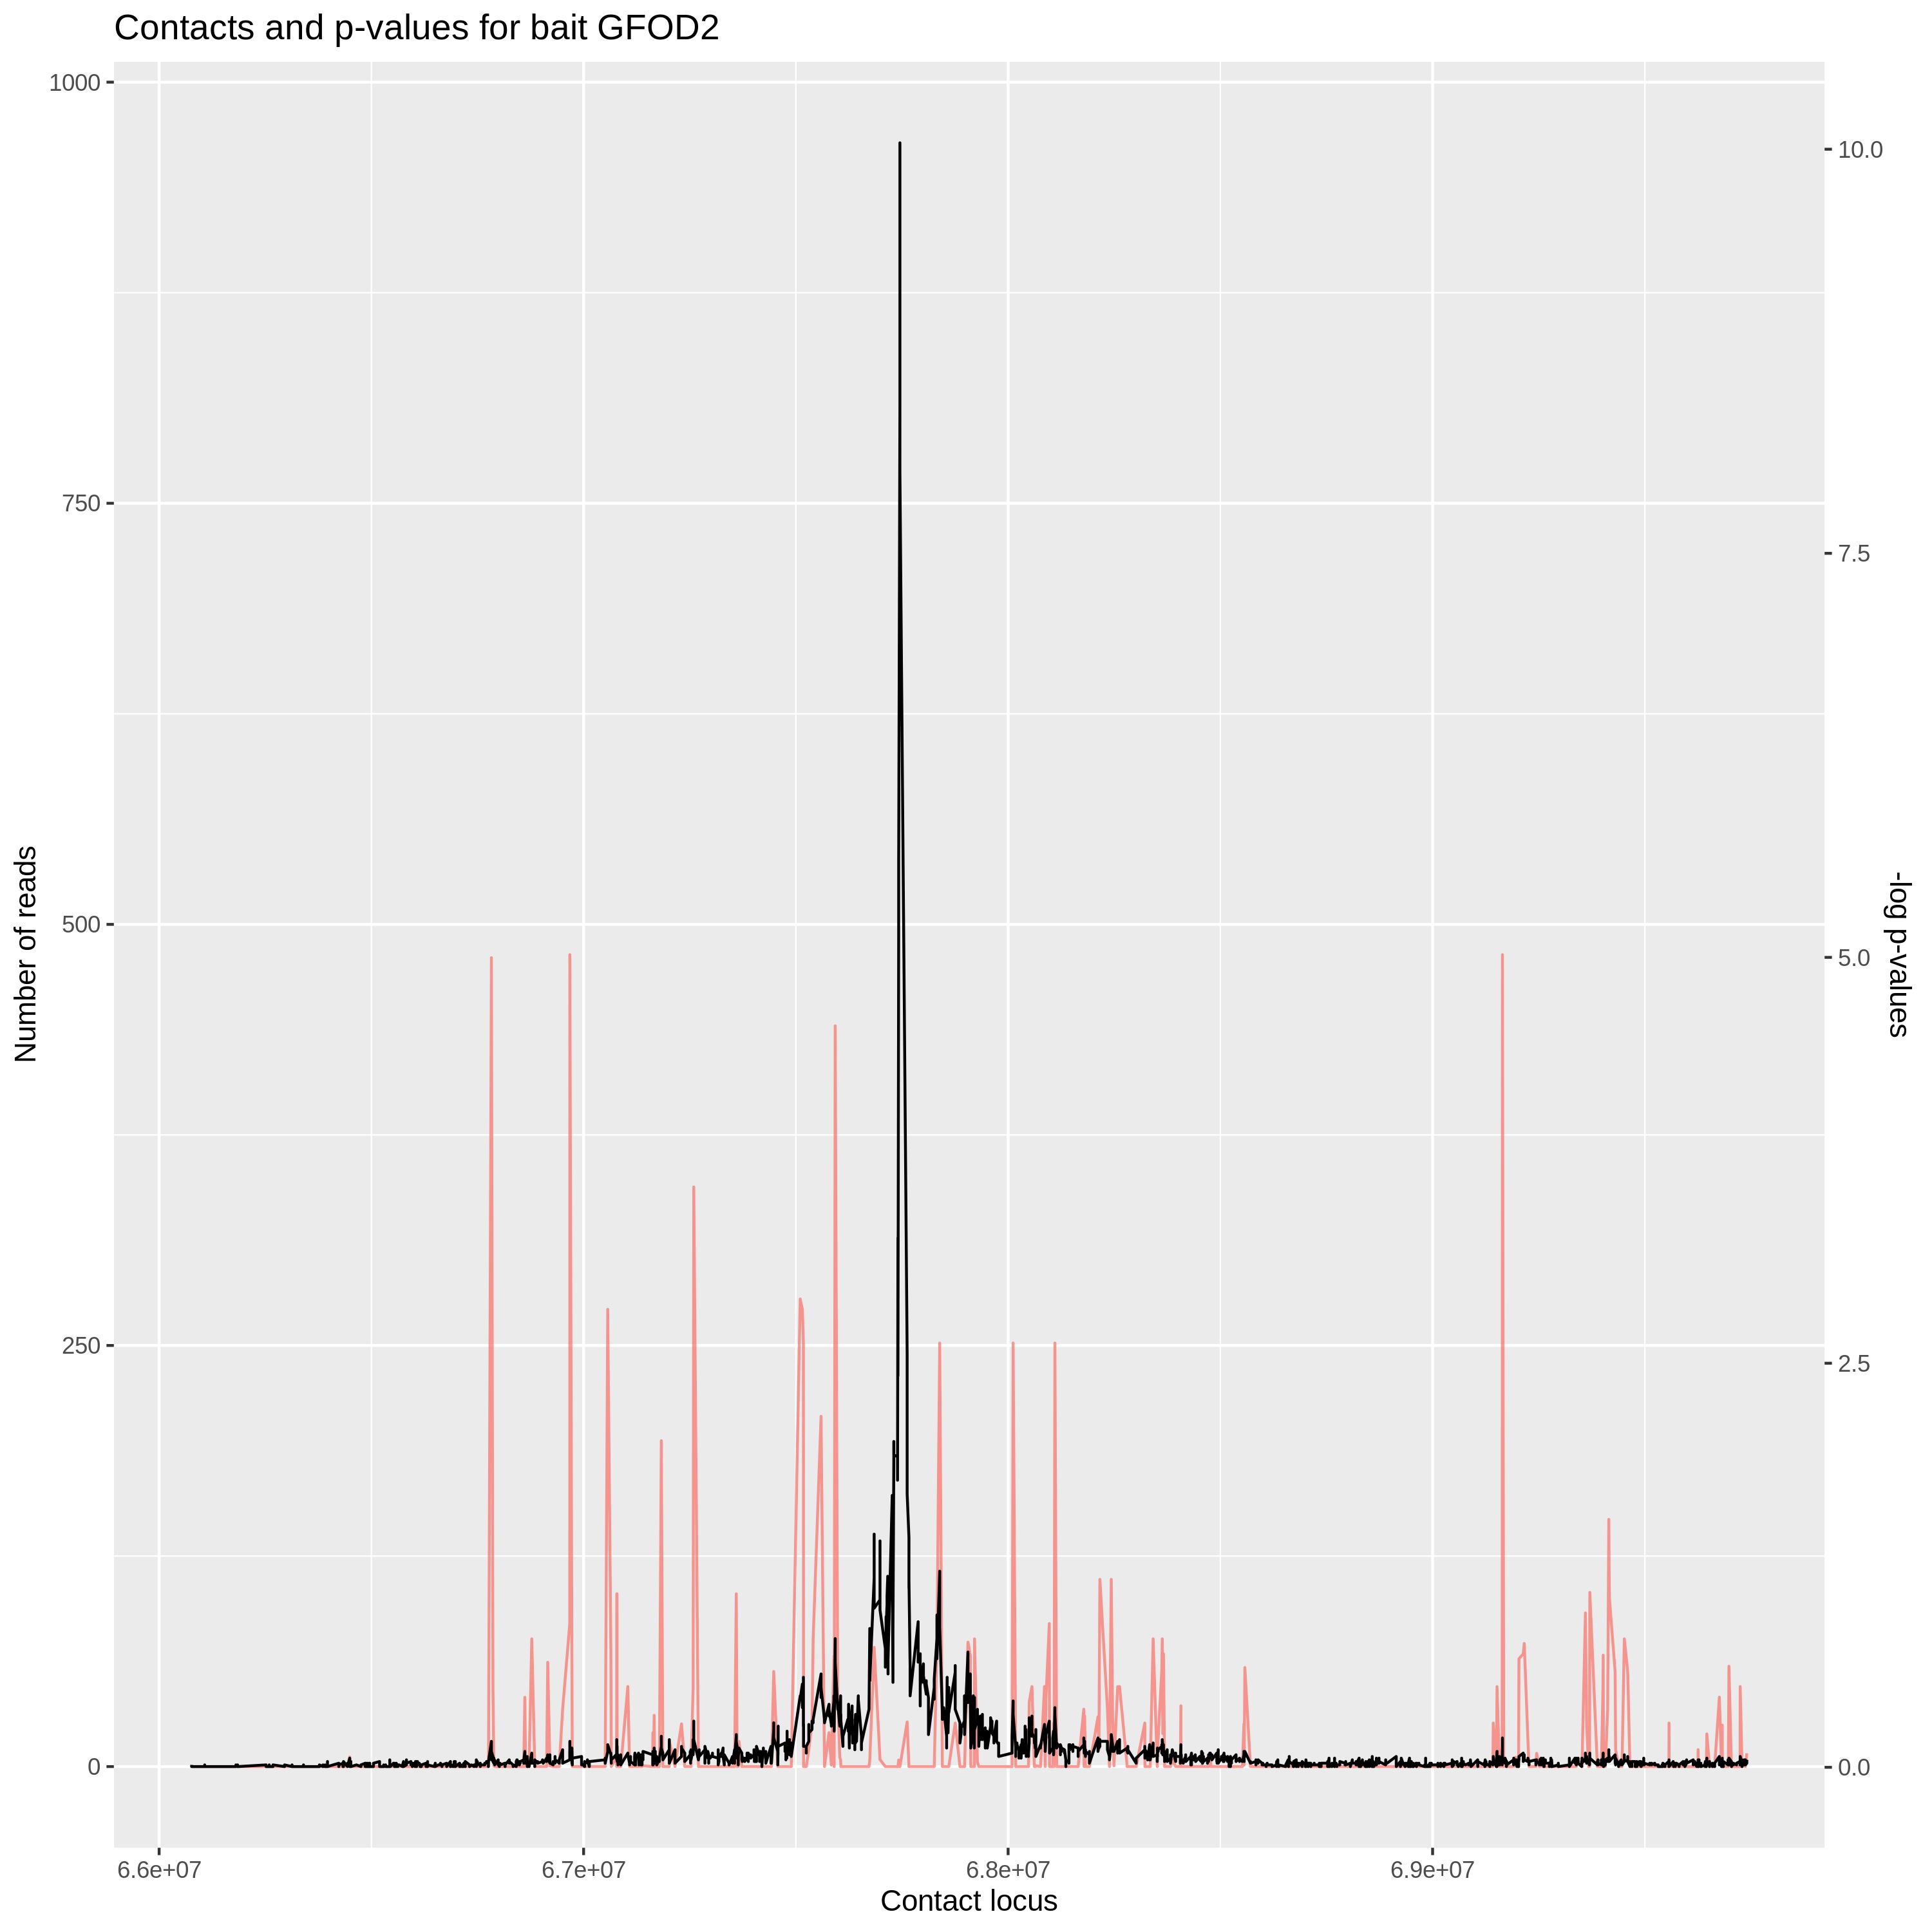 Contacts and p-values for bait GFOD2
1000
750
500
250
0
Number of reads
10.0
7.5
5.0
2.5
0.0
-log p-values
6.6e+07
6.7e+07
6.8e+07
6.9e+07
Contact locus